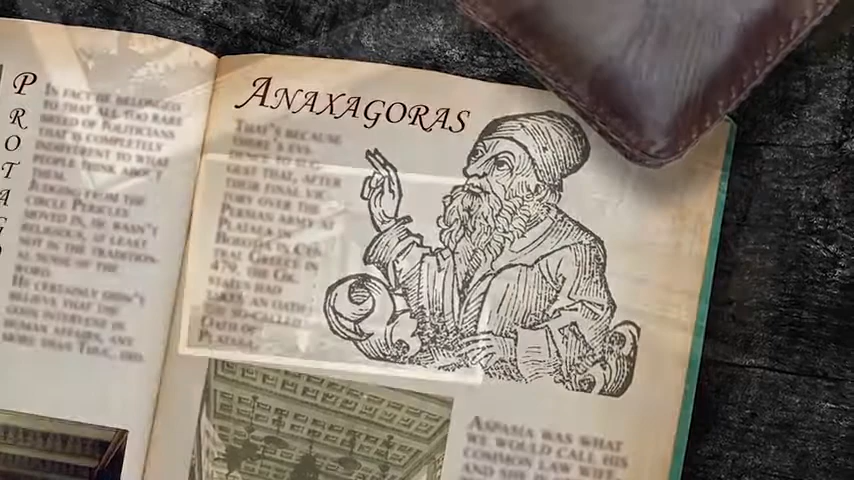 P
R
O
T
A
G
IN FACT HE BELONGED
TO THAT ALL TOO RARE
BREED OF POLITICIANS
THAT IS COMPLETELY
INDIFFERENT TO WHAT
PEOPLE THINK ABOUT
THEM.
JUDGING FROM THE
CIRCLE PERICLES
MOVED IN, HE WASN'T
RELIGIOUS, AT LEAST
NOT IN THE TRADITION-
AL SENSE OF THE
WORD.
HE CERTAINLY DIDN'T
BELIEVE THAT THE
GODS INTERVENE IN
HUMAN AFFAIRS, ANY
MORE THAN
ANAXAGORAS
THAT'S BECAUSE
THERE'S EVI-
DENCE TO SUG-
GEST THAT, AFTER
THEIR FINAL VIC-
TORY OVER THE
PERSIAN ARMY AT
PLATAEA IN
BOEOTIA IN CEN-
TRAL GREECE IN
479, THE
STATES HAD
TAKEN AN OATH
THE SO-CALLED
OATH OF
PLATAEA.
ASPASIA WAS WHAT
WE WOULD CALL HIS
COMMON LAW WIFE,
AND SHE